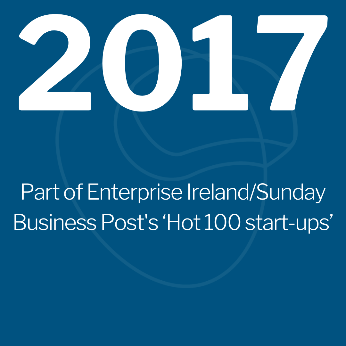 2017
Part of Enterprise Ireland/Sunday
Business Post's ‘Hot 100 start-ups’